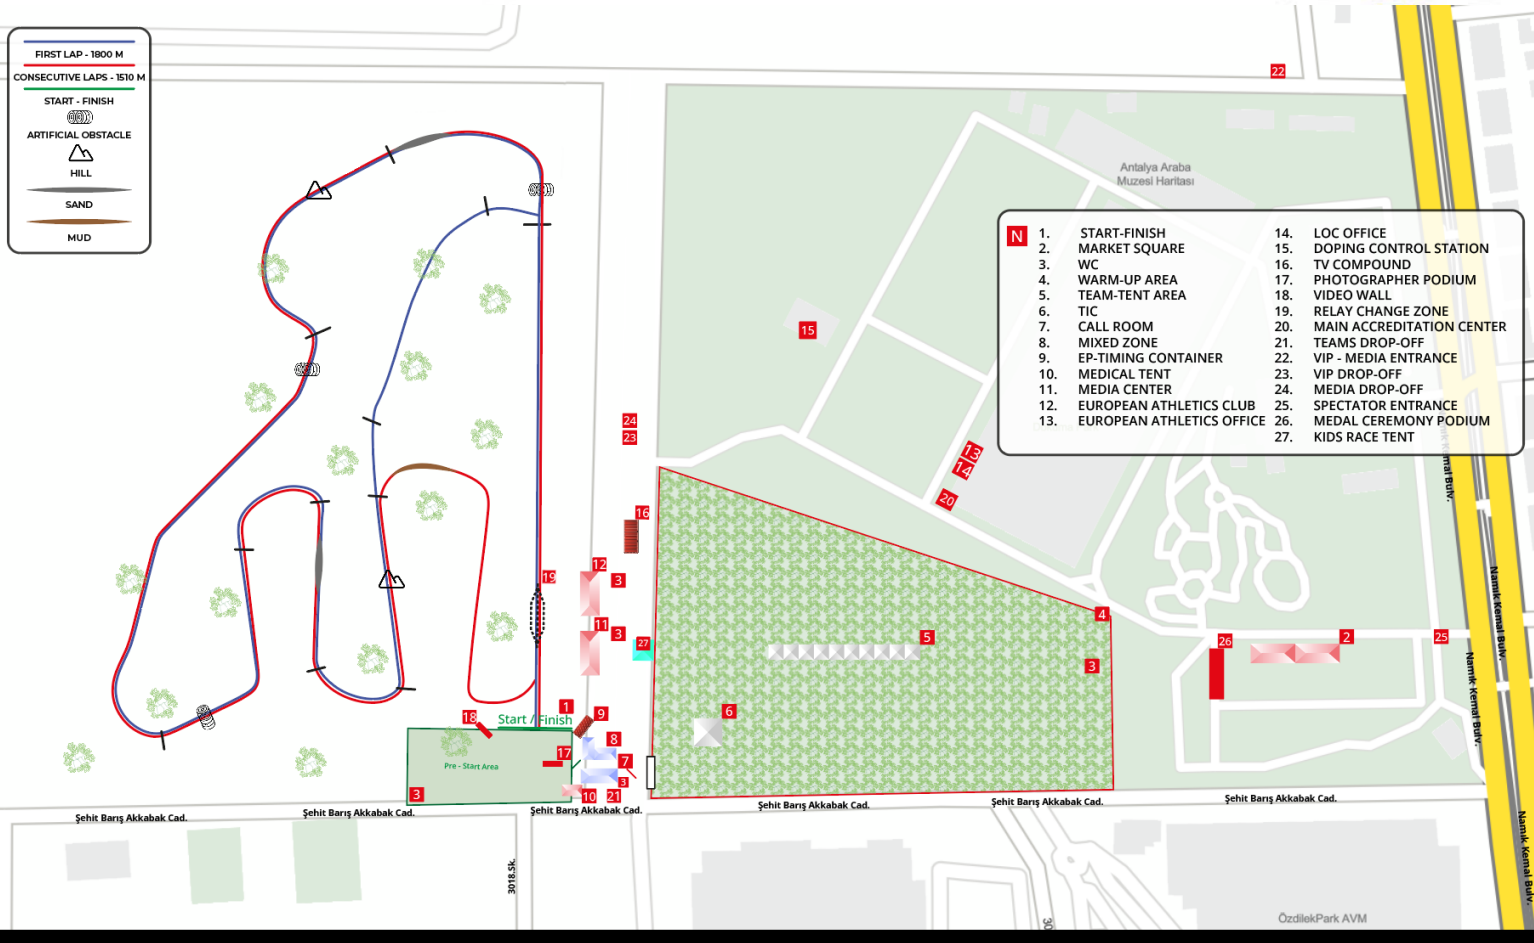 FIRST LAP - 1800 M
CONSECUTIVE LAPS - 1510 M
START - FINISH
ARTIFICIAL OBSTACLE
HILL
SAND
MUD
22
Antalya Araba
Muzesi Haritası
N
1. START-FINISH
2. MARKET SQUARE
3. WC
4. WARM-UP AREA
5. TEAM-TENT AREA
6. TIC
7. CALL ROOM
8. MIXED ZONE
9. EP-TIMING CONTAINER
10. MEDICAL TENT
11. MEDIA CENTER
12. EUROPEAN ATHLETICS CLUB
13. EUROPEAN ATHLETICS OFFICE
14. LOC OFFICE
15. DOPING CONTROL STATION
16. TV COMPOUND
17. PHOTOGRAPHER PODIUM
18. VIDEO WALL
19. RELAY CHANGE ZONE
20. MAIN ACCREDITATION CENTER
21. TEAMS DROP-OFF
22. VIP - MEDIA ENTRANCE
23. VIP DROP-OFF
24. MEDIA DROP-OFF
25. SPECTATOR ENTRANCE
26. MEDAL CEREMONY PODIUM
27. KIDS RACE TENT
15
24
23
13
14
20
16
12
19
3
11
3
27
4
5
3
26
2
25
6
1
9
18
Start / Finish
8
17
7
Pre - Start Area
3
3
10
21
Şehit Barış Akkabak Cad.
Şehit Barış Akkabak Cad.
Şehit Barış Akkabak Cad.
Şehit Barış Akkabak Cad.
Şehit Barış Akkabak Cad.
Şehit Barış Akkabak Cad.
Bulv.
Namık Kemal Bulv.
Namık Kemal Bulv.
Namık Kemal Bulv.
3018.Sk.
30
ÖzdilekPark AVM